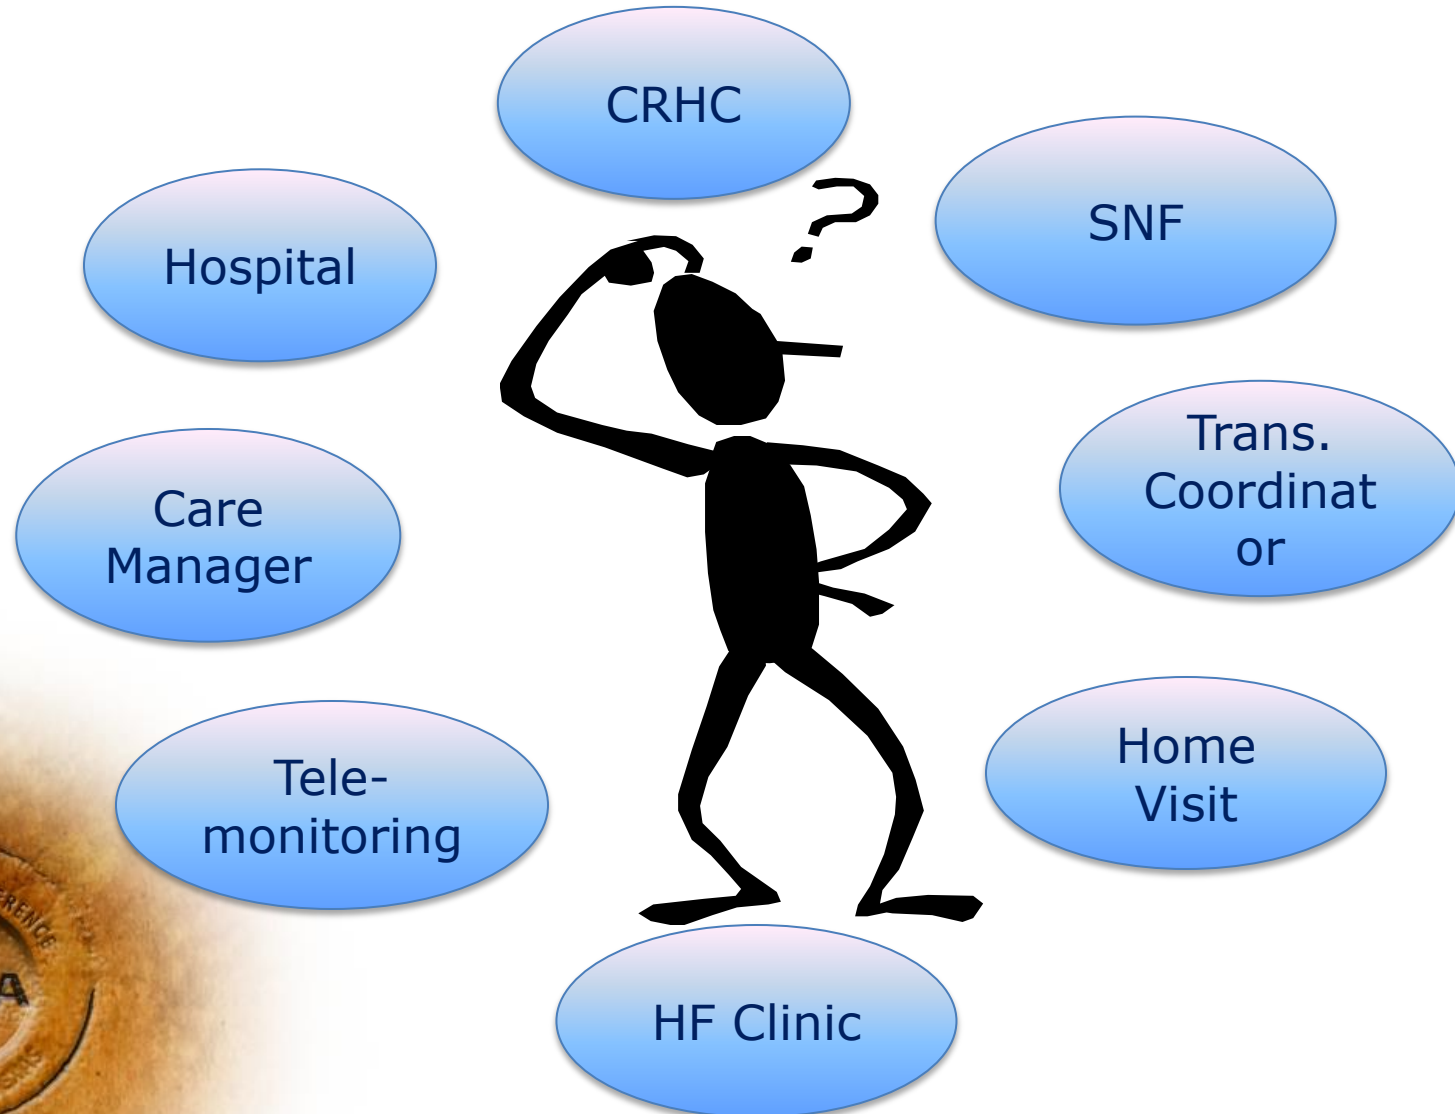 CRHC
SNF
Hospital
Trans.
Coordinat
or
Care
Manager
Home
Visit
Tele-
monitoring
HF Clinic
?